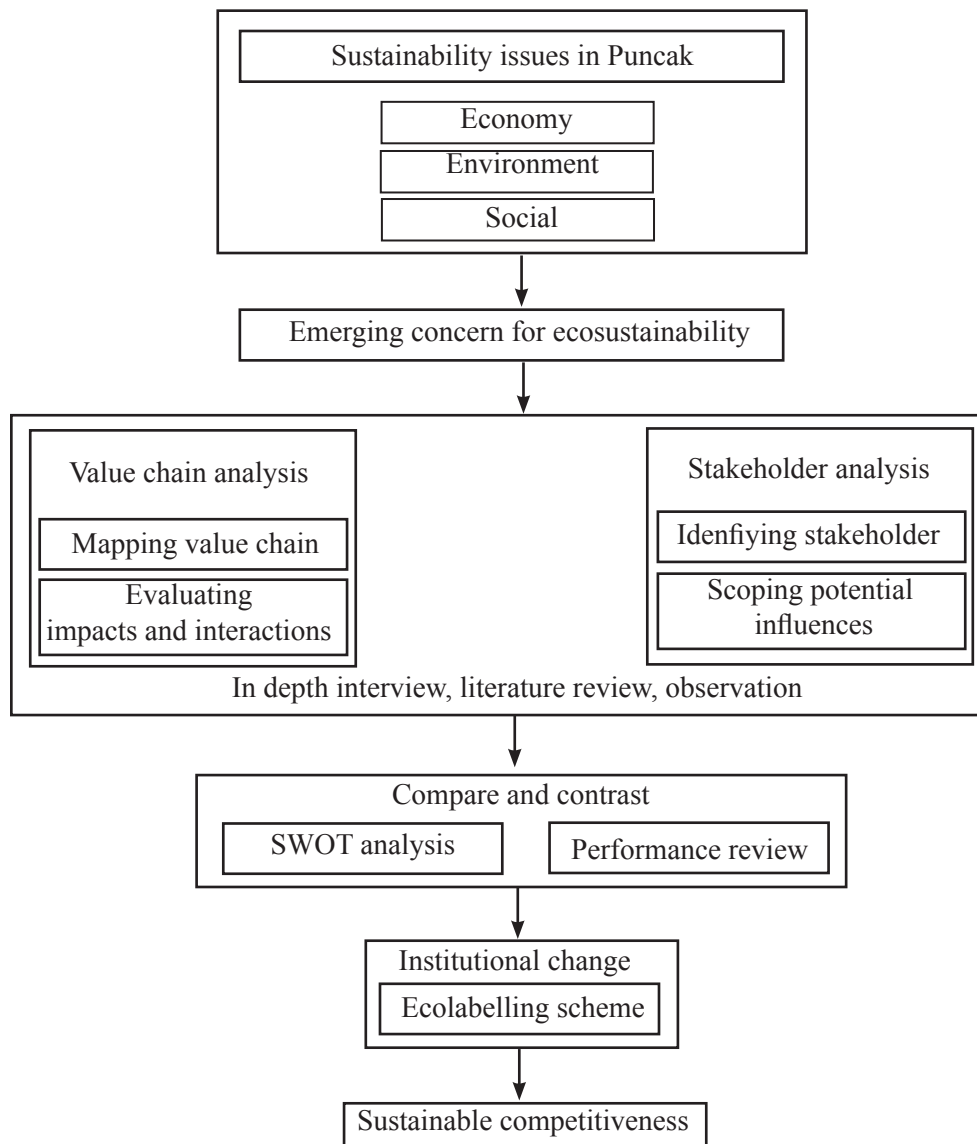 Sustainability issues in Puncak
Economy
Environment
Social
Emerging concern for ecosustainability
Value chain analysis
Mapping value chain
Evaluating
impacts and interactions
Stakeholder analysis
Idenfiying stakeholder
Scoping potential
influences
In depth interview, literature review, observation
Compare and contrast
SWOT analysis
Performance review
Institutional change
Ecolabelling scheme
Sustainable competitiveness